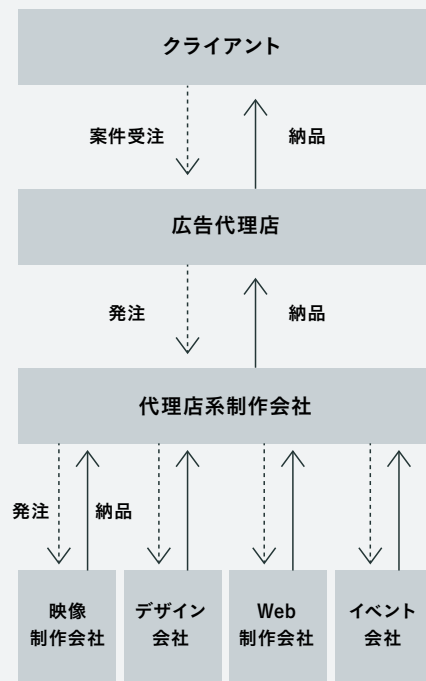 クライアント
案件受注
納品
広告代理店
発注
納品
代理店系制作会社
発注
納品
映像
制作会社
デザイン
会社
Web
制作会社
イベント
会社